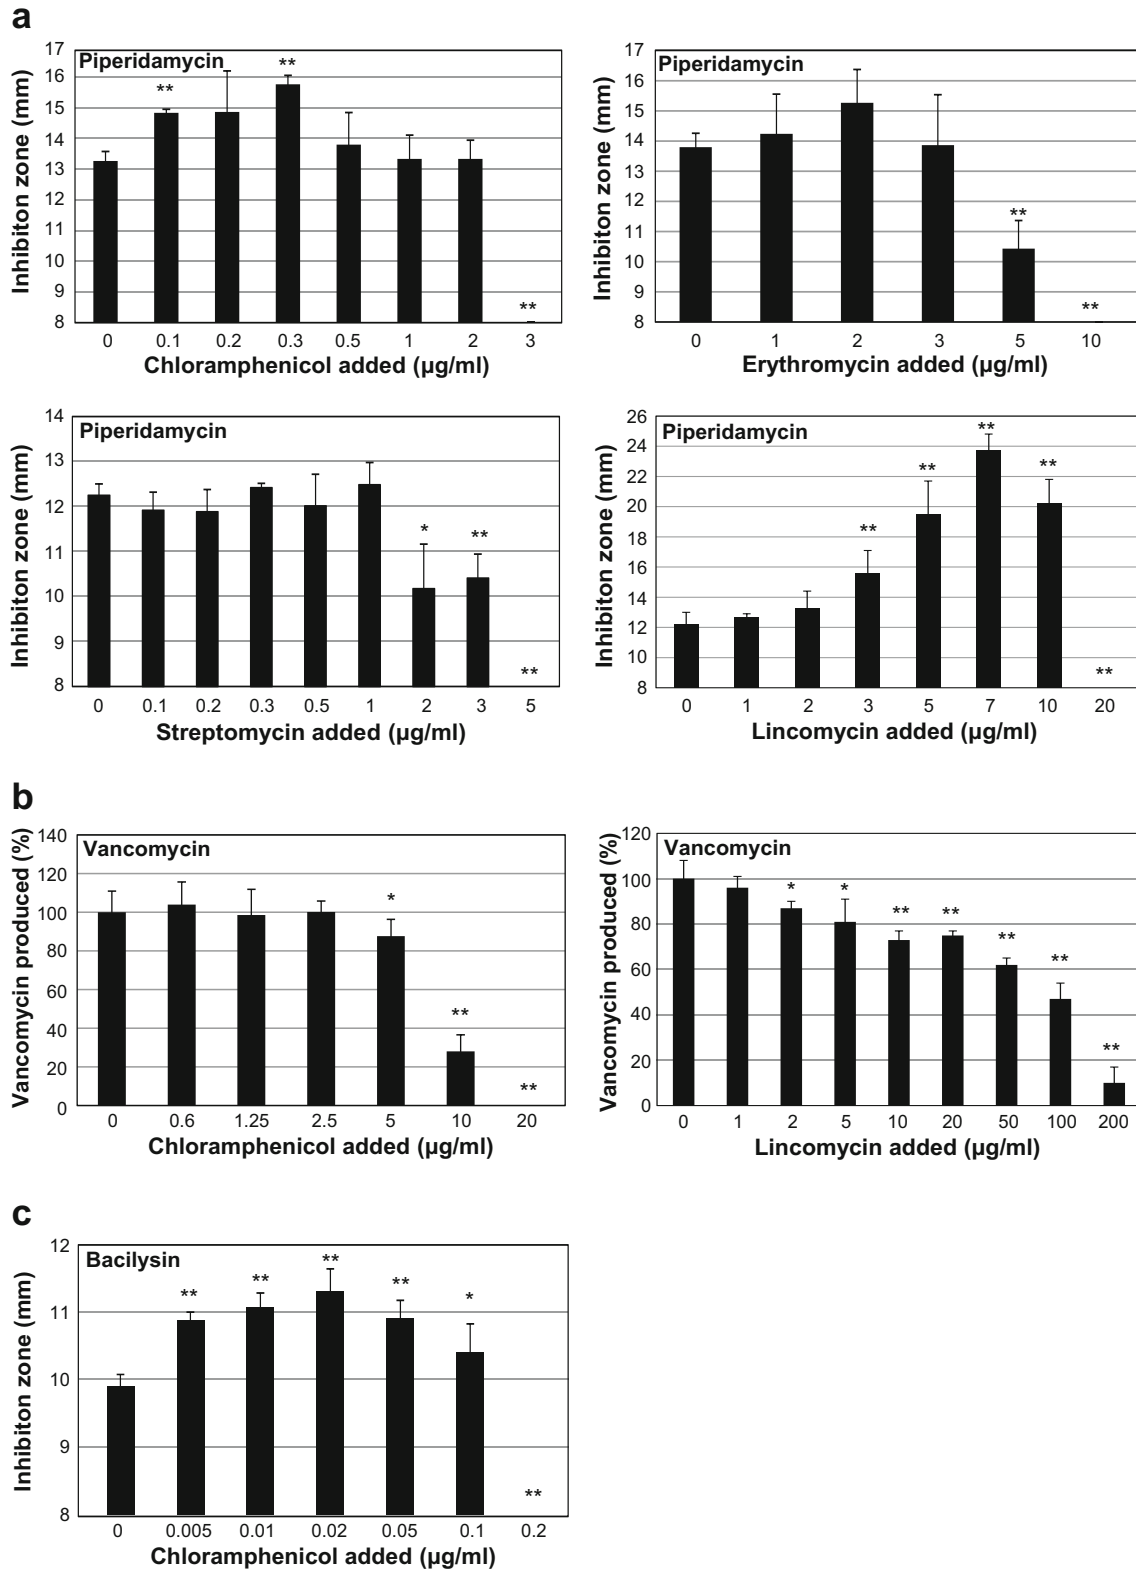 a
Piperidamycin
Inhibiton zone (mm)
17
16
15
14
13
12
11
10
9
8
**
**
**
0 0.1 0.2 0.3 0.5 1 2 3
Chloramphenicol added (µg/ml)
Piperidamycin
Inhibiton zone (mm)
17
16
15
14
13
12
11
10
9
8
**
**
0 1 2 3 5 10
Erythromycin added (µg/ml)
Piperidamycin
Inhibiton zone (mm)
14
13
12
11
10
9
8
*
**
**
0 0.1 0.2 0.3 0.5 1 2 3 5
Streptomycin added (µg/ml)
Piperidamycin
Inhibiton zone (mm)
26
24
22
20
18
16
14
12
10
8
**
**
**
**
**
0 1 2 3 5 7 10 20
Lincomycin added (µg/ml)
b
Vancomycin
Vancomycin produced (%)
140
120
100
80
60
40
20
0
*
**
**
0 0.6 1.25 2.5 5 10 20
Chloramphenicol added (µg/ml)
Vancomycin
Vancomycin produced (%)
120
100
80
60
40
20
0
*
*
**
**
**
**
**
0 1 2 5 10 20 50 100 200
Lincomycin added (µg/ml)
c
Bacilysin
Inhibiton zone (mm)
12
11
10
9
8
**
**
**
**
*
**
0 0.005 0.01 0.02 0.05 0.1 0.2
Chloramphenicol added (µg/ml)